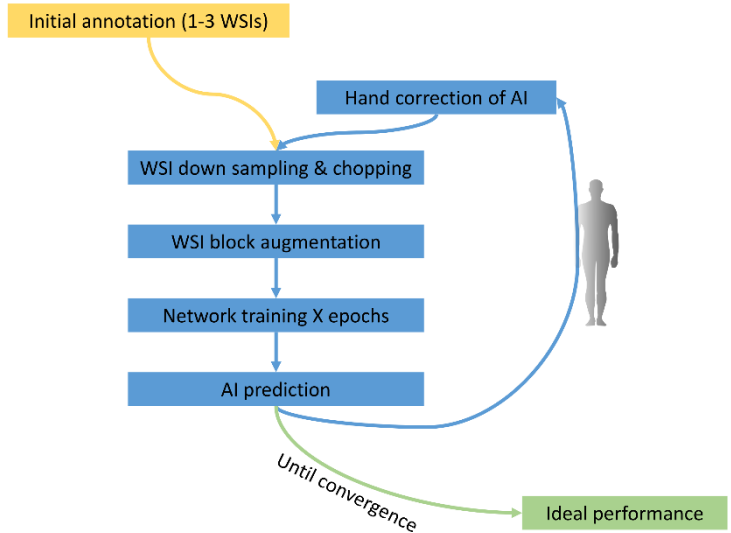 Initial annotation (1-3 WSIs)
Hand correction of AI
WSI down sampling & chopping
WSI block augmentation
Network training X epochs
AI prediction
Until convergence
Ideal performance